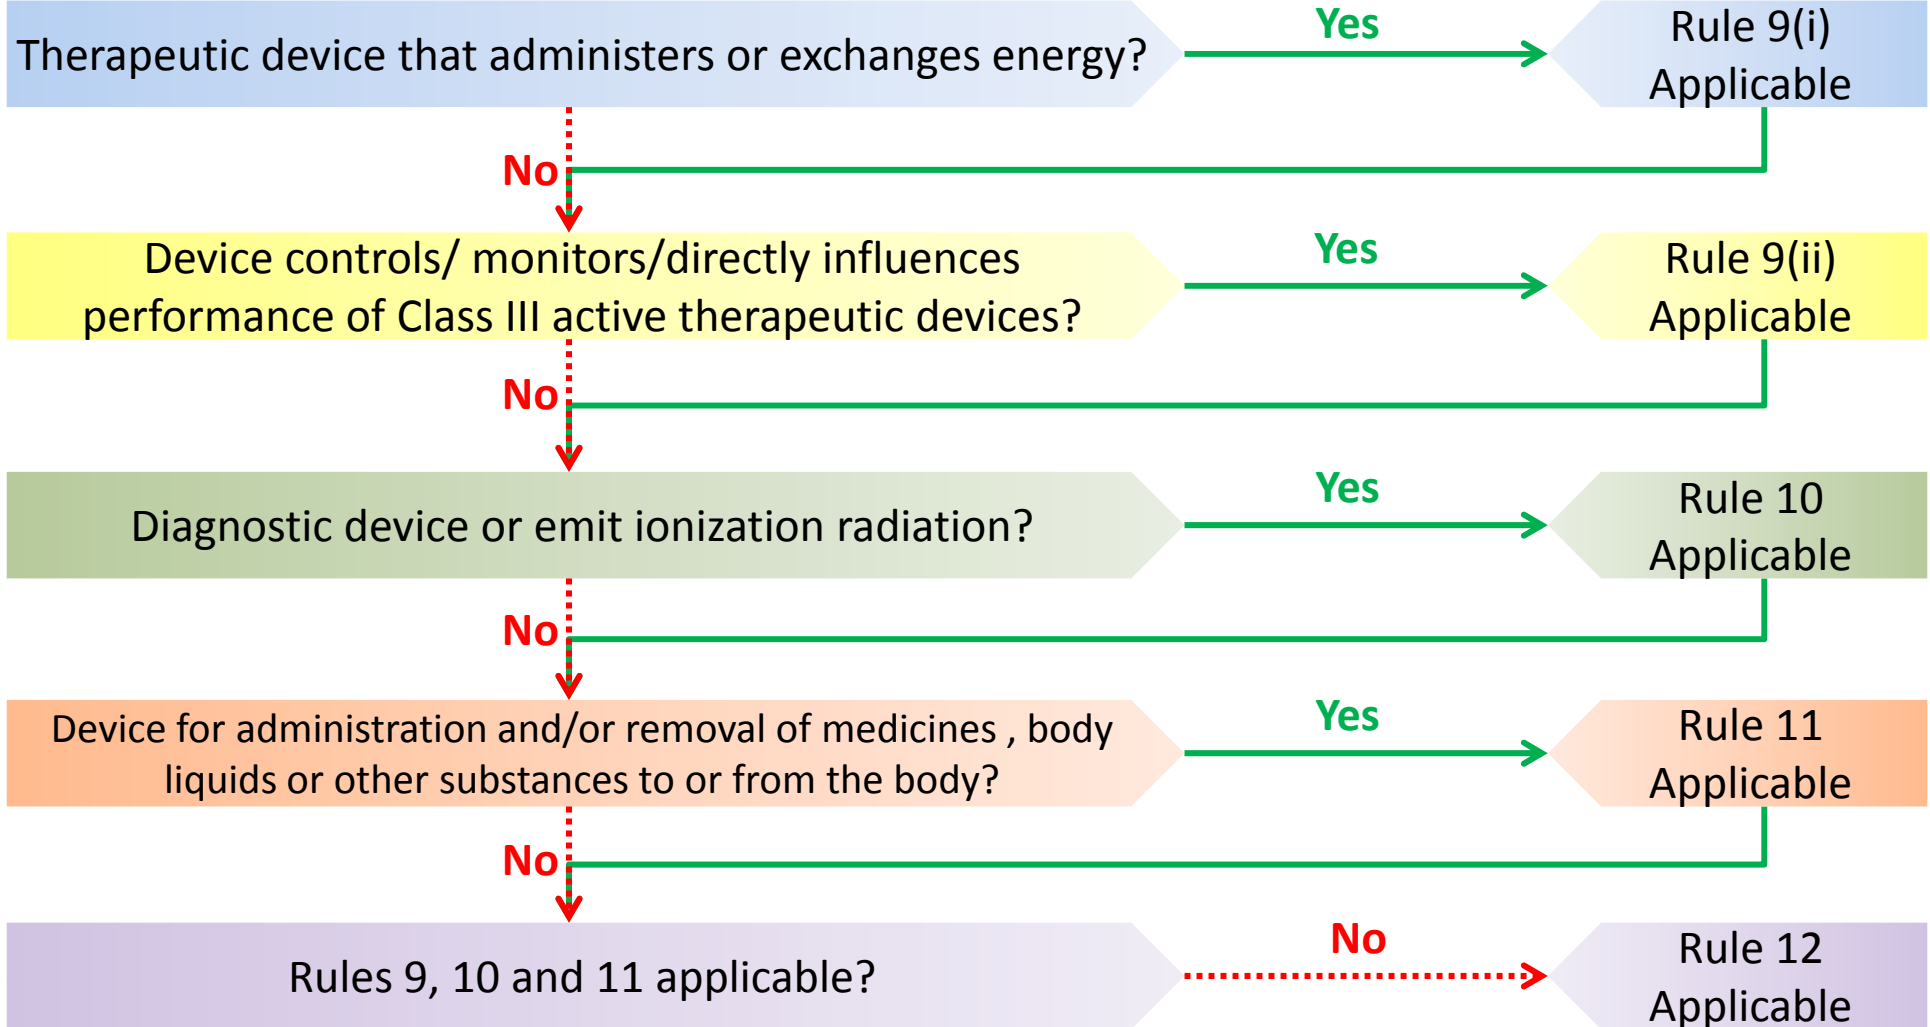 Therapeutic device that administers or exchanges energy?
Yes
Rule 9(i)
Applicable
No
Device controls/ monitors/directly influences
performance of Class III active therapeutic devices?
Yes
Rule 9(ii)
Applicable
No
Diagnostic device or emit ionization radiation?
Yes
Rule 10
Applicable
No
Device for administration and/or removal of medicines , body
liquids or other substances to or from the body?
Yes
Rule 11
Applicable
No
Rules 9, 10 and 11 applicable?
No
Rule 12
Applicable